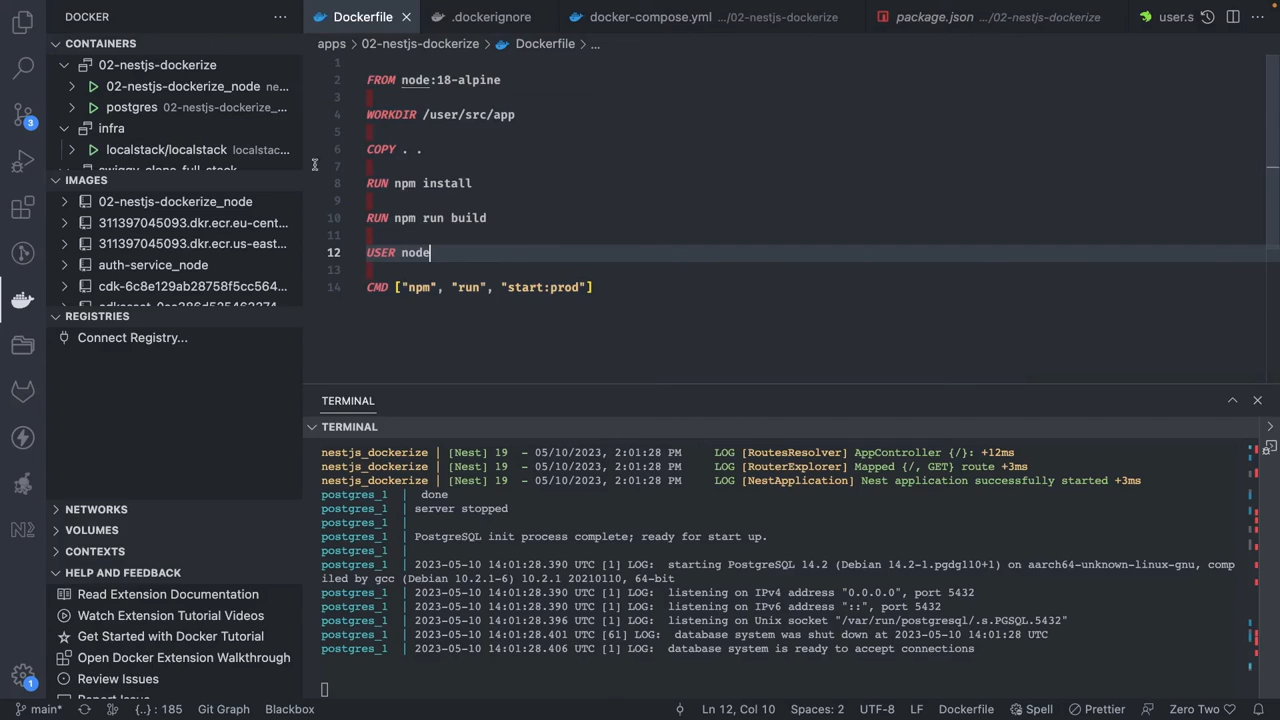 DOCKER ...
Dockerfile
.dockerignore
docker-compose.yml .../02-nestjs-dockerize
package.json .../02-nestjs-dockerize
user.s
apps > 02-nestjs-dockerize > Dockerfile > ...
CONTAINERS
02-nestjs-dockerize
02-nestjs-dockerize_node ne...
postgres 02-nestjs-dockerize_...
infra
localstack/localstack localstac...
swiggy-clone-full-stack
IMAGES
02-nestjs-dockerize_node
311397045093.dkr.ecr.eu-cent...
311397045093.dkr.ecr.us-east...
auth-service_node
cdk-6c8e129ab28758f5cc564...
REGISTRIES
Connect Registry...
NETWORKS
VOLUMES
CONTEXTS
HELP AND FEEDBACK
Read Extension Documentation
Watch Extension Tutorial Videos
Get Started with Docker Tutorial
Open Docker Extension Walkthrough
Review Issues
Report Issue
3
1
1
2 FROM node:18-alpine
3
4 WORKDIR /user/src/app
5
6 COPY . .
7
8 RUN npm install
9
10 RUN npm run build
11
12 USER node
13
14 CMD ["npm", "run", "start:prod"]
TERMINAL
TERMINAL
nestjs_dockerize | [Nest] 19 - 05/10/2023, 2:01:28 PM LOG [RoutesResolver] AppController {/}: +12ms
nestjs_dockerize | [Nest] 19 - 05/10/2023, 2:01:28 PM LOG [RouterExplorer] Mapped {/, GET} route +3ms
nestjs_dockerize | [Nest] 19 - 05/10/2023, 2:01:28 PM LOG [NestApplication] Nest application successfully started +3ms
postgres_1 | done
postgres_1 | server stopped
postgres_1 |
postgres_1 | PostgreSQL init process complete; ready for start up.
postgres_1 |
postgres_1 | 2023-05-10 14:01:28.390 UTC [1] LOG: starting PostgreSQL 14.2 (Debian 14.2-1.pgdg110+1) on aarch64-unknown-linux-gnu, comp
iled by gcc (Debian 10.2.1-6) 10.2.1 20210110, 64-bit
postgres_1 | 2023-05-10 14:01:28.390 UTC [1] LOG: listening on IPv4 address "0.0.0.0", port 5432
postgres_1 | 2023-05-10 14:01:28.390 UTC [1] LOG: listening on IPv6 address "::", port 5432
postgres_1 | 2023-05-10 14:01:28.396 UTC [1] LOG: listening on Unix socket "/var/run/postgresql/.s.PGSQL.5432"
postgres_1 | 2023-05-10 14:01:28.401 UTC [61] LOG: database system was shut down at 2023-05-10 14:01:28 UTC
postgres_1 | 2023-05-10 14:01:28.406 UTC [1] LOG: database system is ready to accept connections
main*
{..} : 185
Git Graph
Blackbox
Ln 12, Col 10
Spaces: 2
UTF-8
LF
Dockerfile
Spell
Prettier
Zero Two